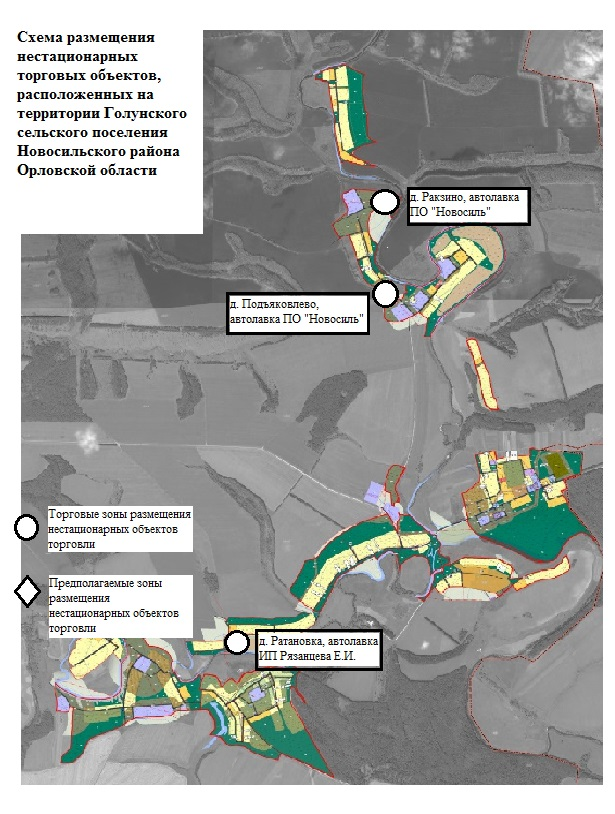 Схема размещения
нестационарных
торговых объектов,
расположенных на
территории Голунского
сельского поселения
Новосильского района
Орловской области
д. Ракзино, автолавка
ПО "Новосиль"
д. Подъяковлево,
автолавка ПО "Новосиль"
Торговые зоны размещения
нестационарных объектов
торговли
Предполагаемые зоны
размещения
нестационарных объектов
торговли
д. Ратановка, автолавка
ИП Рязанцева Е.И.